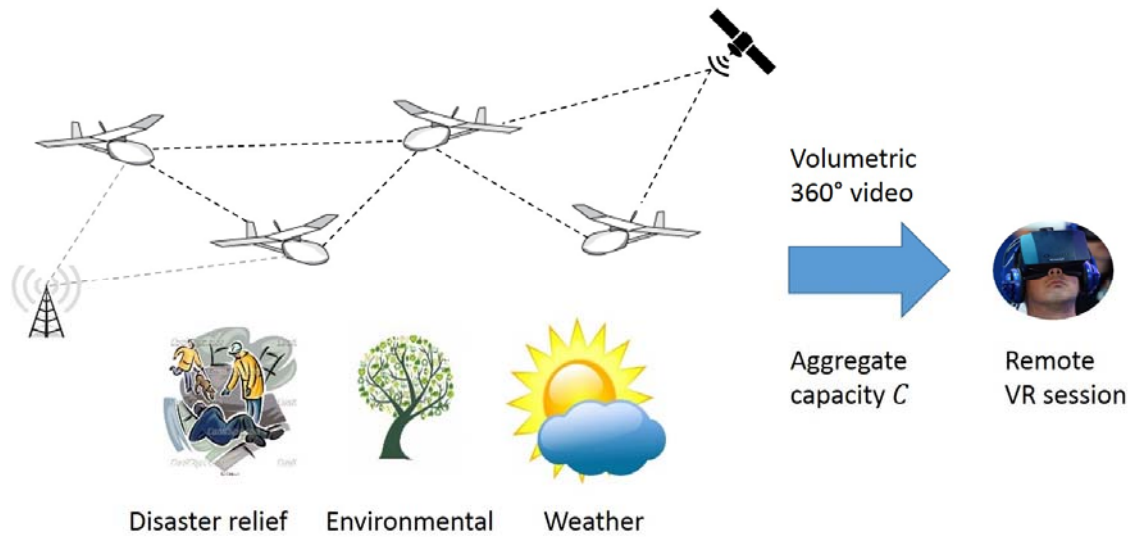 Volumetric
360° video
Aggregate
capacity C
Remote
VR session
Disaster relief
Environmental
Weather